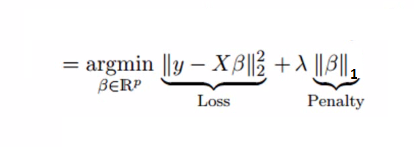 = argmin ‖y − Xβ‖₂² + λ ‖β‖₁
β∈ℝᵖ
Loss Penalty